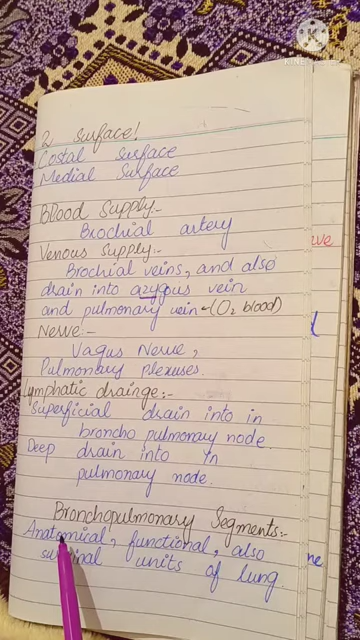 2 Surface!
Costal Surface
Medial Surface
Blood Supply:-
Brochial artery
Venous Supply:-
Brochial veins, and also
drain into azygous vein
and pulmonary vein (O2 blood)
Nerve:-
Vagus Nerve,
Pulmonary plexuses.
Lymphatic drainge:-
Superficial drain into in
broncho pulmonary node.
Deep drain into in
pulmonary node.
Bronchopulmonary Segments:-
Anatomical, functional, also
units of lung.